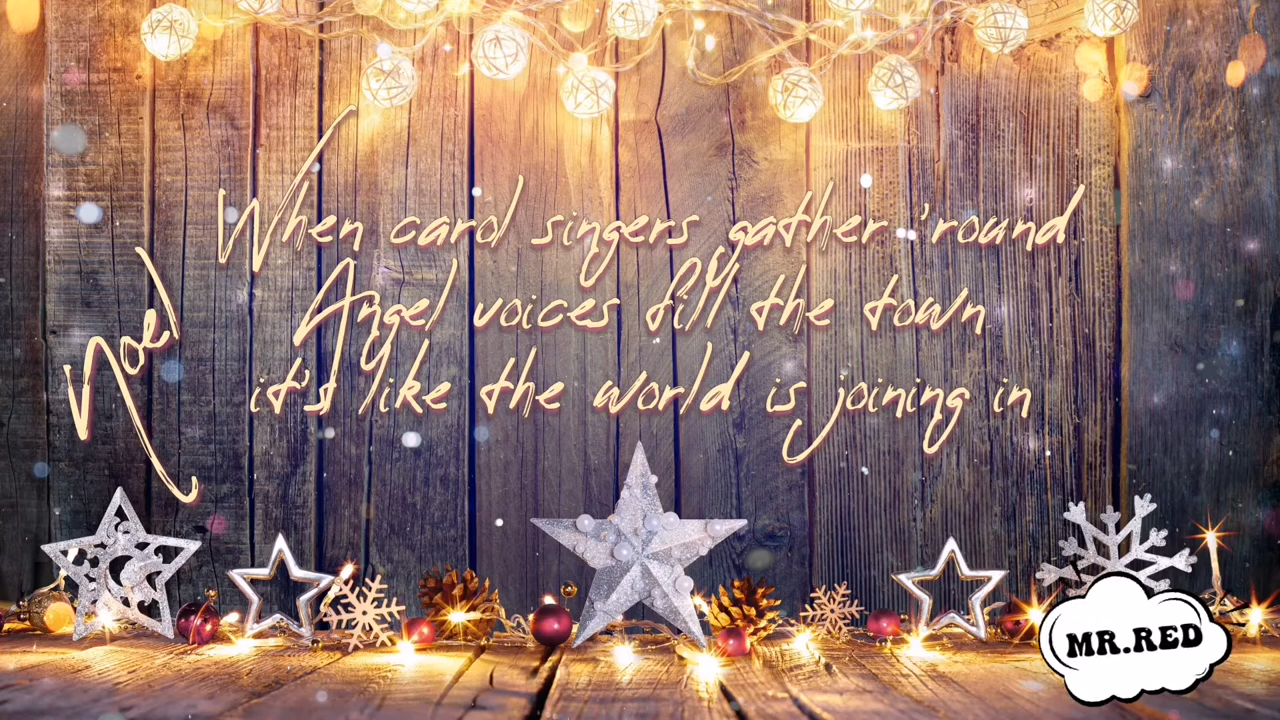 When carol singers gather 'round
Angel voices fill the town
it's like the world is joining in
Noel
MR.RED